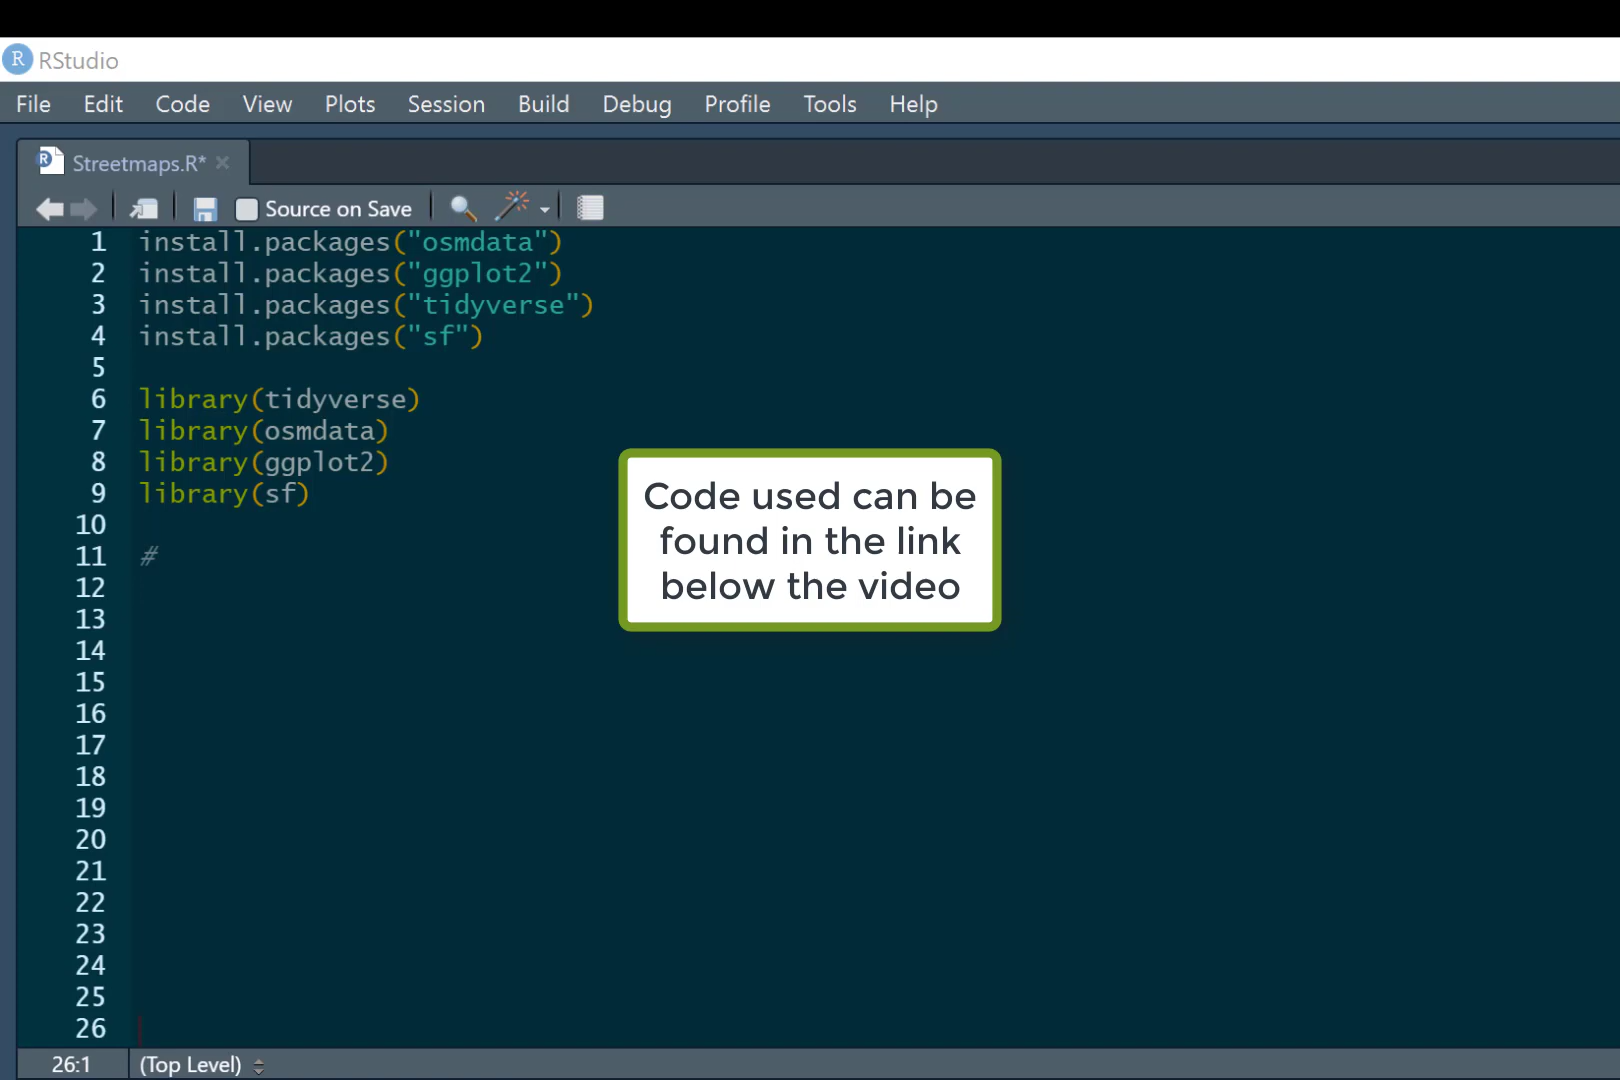 R RStudio
File Edit Code View Plots Session Build Debug Profile Tools Help
R Streetmaps.R*
Source on Save
1 install.packages("osmdata")
2 install.packages("ggplot2")
3 install.packages("tidyverse")
4 install.packages("sf")
5
6 library(tidyverse)
7 library(osmdata)
8 library(ggplot2)
9 library(sf)
10
11 #
12
13
14
15
16
17
18
19
20
21
22
23
24
25
26
Code used can be
found in the link
below the video
26:1 (Top Level)